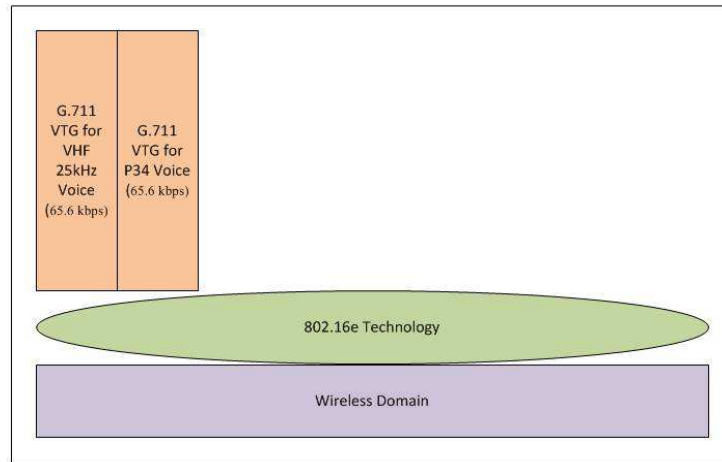 G.711
VTG for
VHF
25kHz
Voice
(65.6 kbps)
G.711
VTG for
P34 Voice
(65.6 kbps)
802.16e Technology
Wireless Domain